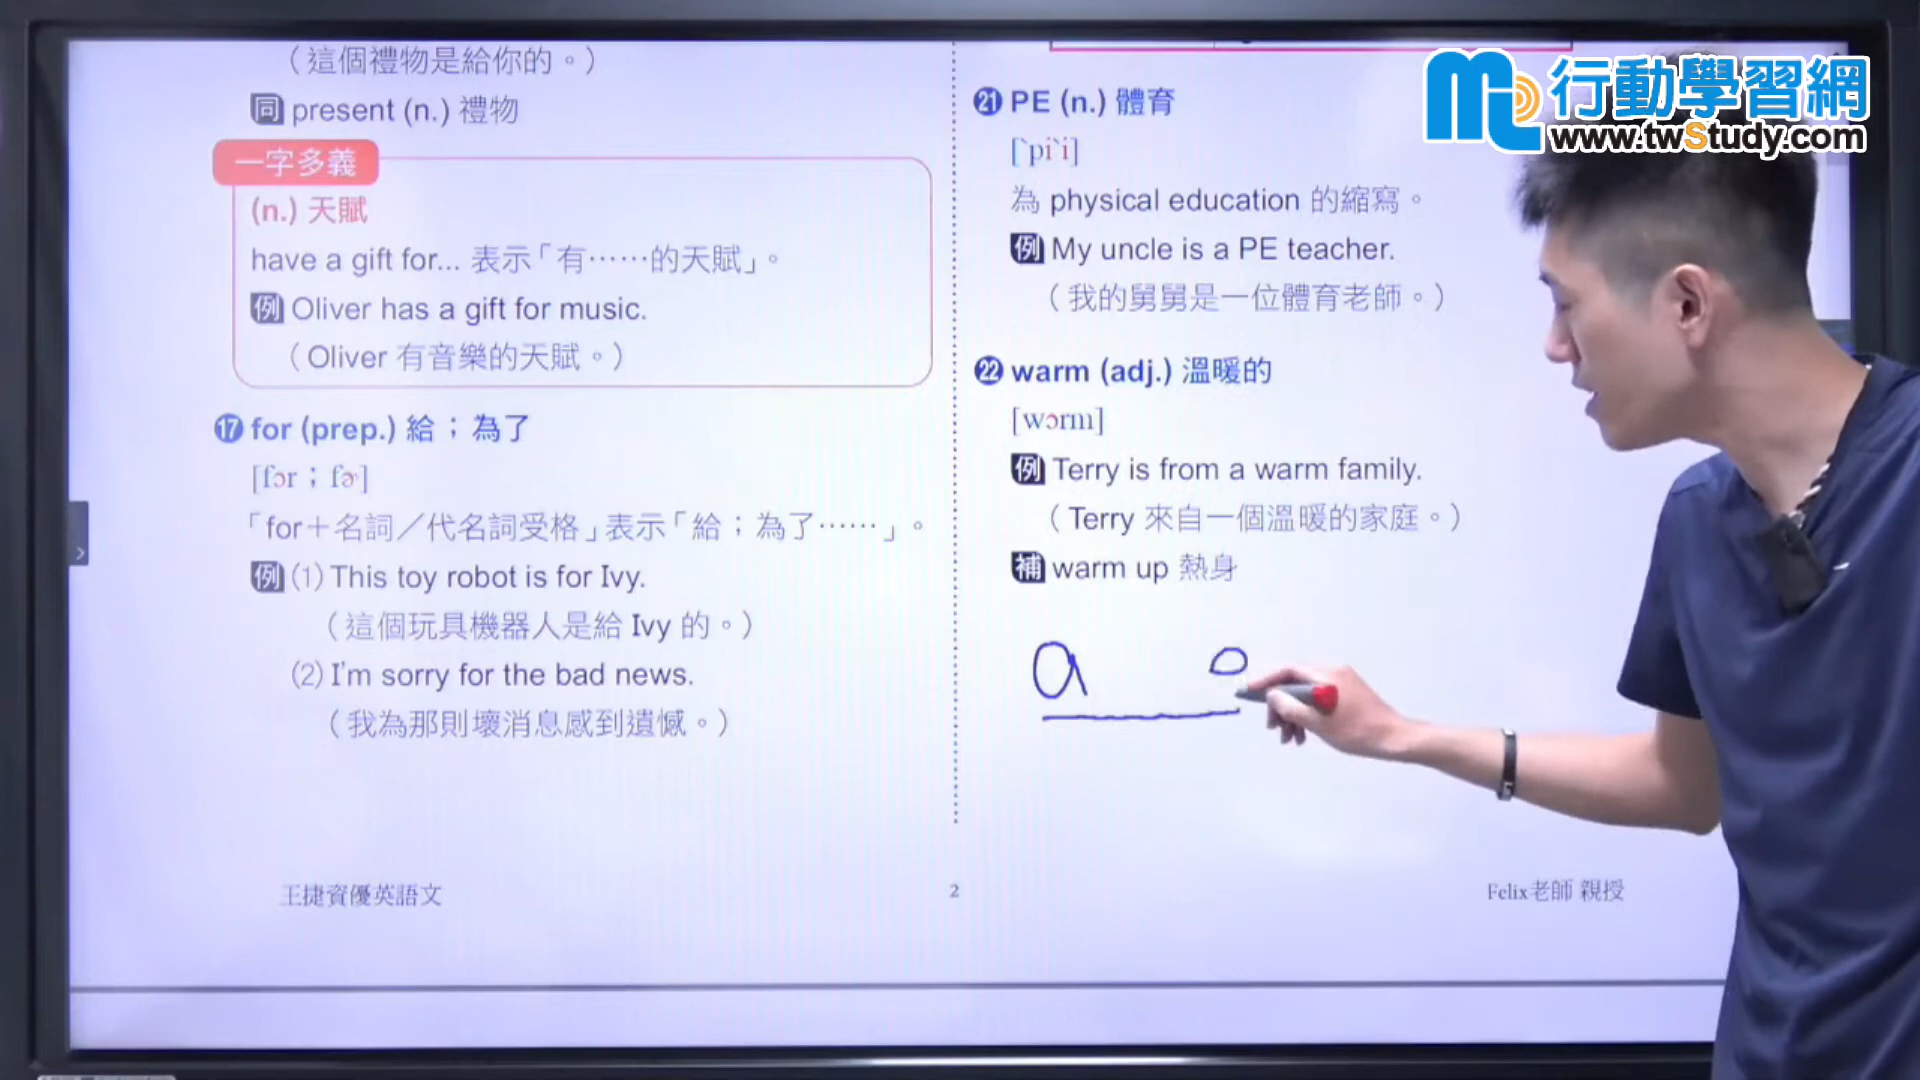 （這個禮物是給你的。）
同 present (n.) 禮物
一字多義
(n.) 天賦
have a gift for... 表示「有……的天賦」。
例 Oliver has a gift for music.
（Oliver 有音樂的天賦。）
17 for (prep.) 給；為了
[fɔr；fɚ]
「for＋名詞／代名詞受格」表示「給；為了……」。
例 (1) This toy robot is for Ivy.
（這個玩具機器人是給 Ivy 的。）
(2) I'm sorry for the bad news.
（我為那則壞消息感到遺憾。）
21 PE (n.) 體育
[ˋpiˋi]
為 physical education 的縮寫。
例 My uncle is a PE teacher.
（我的舅舅是一位體育老師。）
22 warm (adj.) 溫暖的
[wɔrm]
例 Terry is from a warm family.
（Terry 來自一個溫暖的家庭。）
補 warm up 熱身
a
王捷資優英語文
2
Felix老師 親授
行動學習網
www.twStudy.com